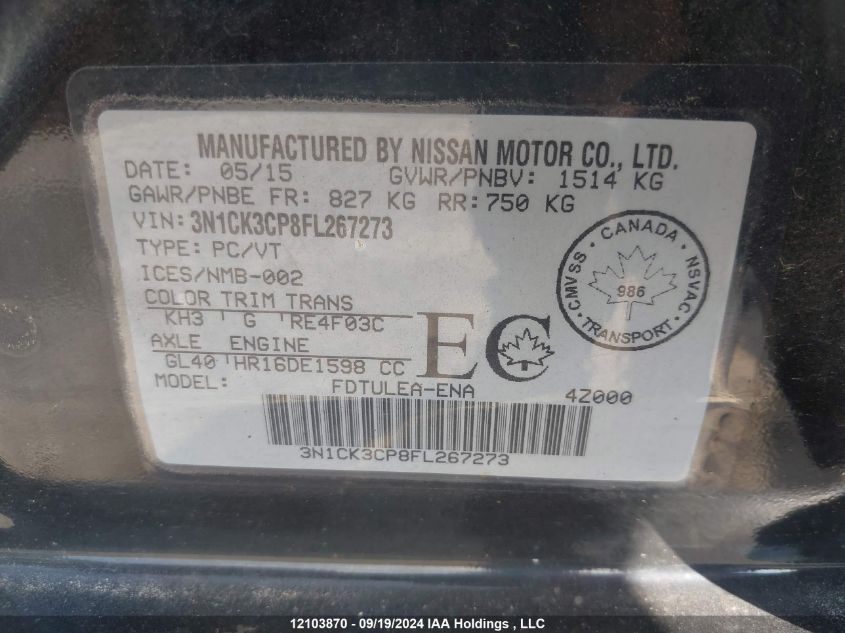 MANUFACTURED BY NISSAN MOTOR CO., LTD.
DATE: 05/15 GVWR/PNBV: 1514 KG
GAWR/PNBE FR: 827 KG RR: 750 KG
VIN: 3N1CK3CP8FL267273
TYPE: PC/VT
ICES/NMB-002
COLOR TRIM TRANS
KH3 G RE4F03C
AXLE ENGINE
GL40 HR16DE1598 CC
MODEL: FDTULEA-ENA 4Z000
EC
CANADA
CMVSS NSVAC
986
TRANSPORT
3N1CK3CP8FL267273
12103870 - 09/19/2024 IAA Holdings , LLC